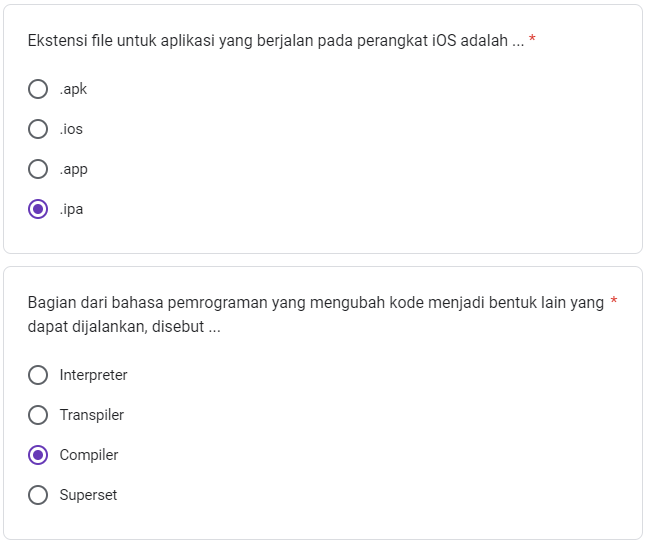 Ekstensi file untuk aplikasi yang berjalan pada perangkat iOS adalah ... *
.apk
.ios
.app
.ipa
Bagian dari bahasa pemrograman yang mengubah kode menjadi bentuk lain yang *
dapat dijalankan, disebut ...
Interpreter
Transpiler
Compiler
Superset